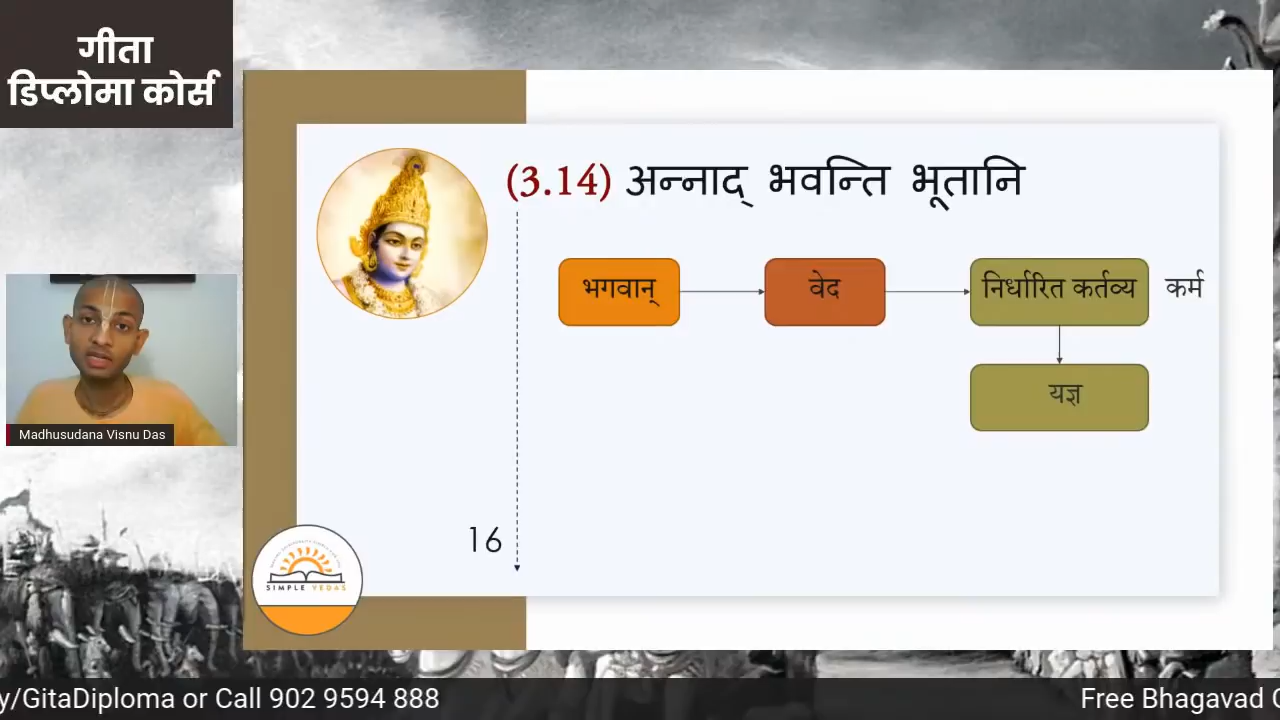 गीता
डिप्लोमा कोर्स
(3.14) अन्नाद् भवन्ति भूतानि
भगवान्
वेद
निर्धारित कर्तव्य
कर्म
यज्ञ
16
Madhusudana Visnu Das
SIMPLE VEDAS
y/GitaDiploma or Call 902 9594 888
Free Bhagavad